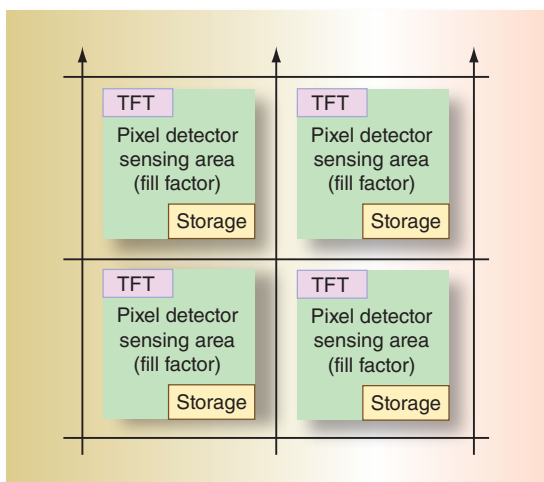 TFT
Pixel detector
sensing area
(fill factor)
Storage
TFT
Pixel detector
sensing area
(fill factor)
Storage
TFT
Pixel detector
sensing area
(fill factor)
Storage
TFT
Pixel detector
sensing area
(fill factor)
Storage